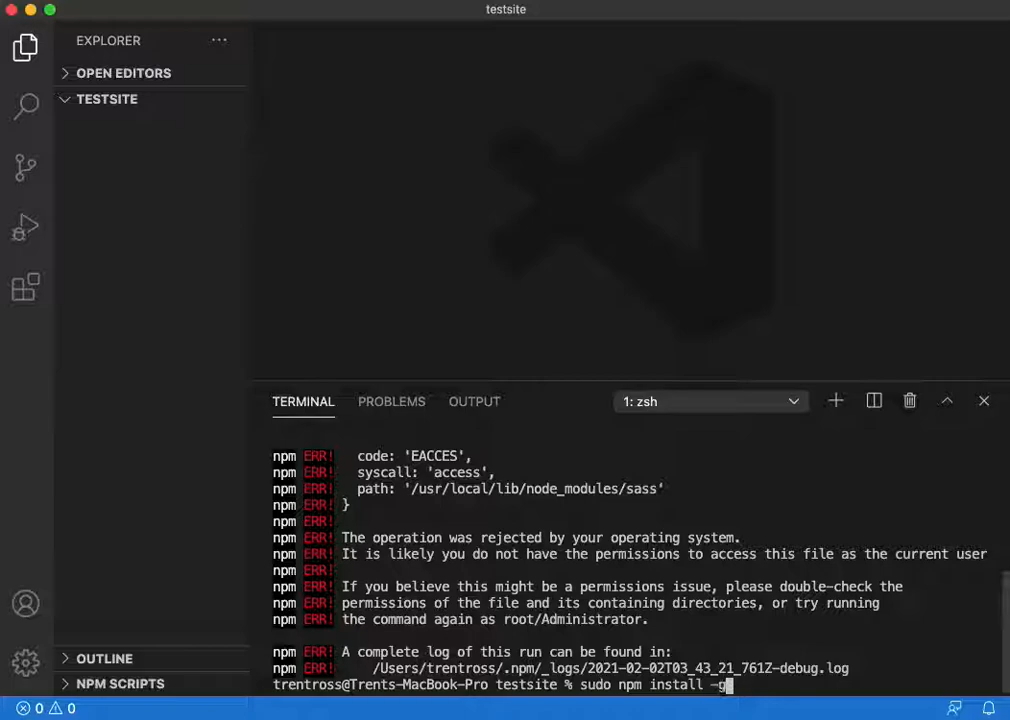 testsite
EXPLORER ...
OPEN EDITORS
TESTSITE
OUTLINE
NPM SCRIPTS
TERMINAL PROBLEMS OUTPUT 1: zsh
npm ERR!   code: 'EACCES',
npm ERR!   syscall: 'access',
npm ERR!   path: '/usr/local/lib/node_modules/sass'
npm ERR! }
npm ERR!
npm ERR! The operation was rejected by your operating system.
npm ERR! It is likely you do not have the permissions to access this file as the current user
npm ERR!
npm ERR! If you believe this might be a permissions issue, please double-check the
npm ERR! permissions of the file and its containing directories, or try running
npm ERR! the command again as root/Administrator.
npm ERR! A complete log of this run can be found in:
npm ERR!     /Users/trentross/.npm/_logs/2021-02-02T03_43_21_761Z-debug.log
trentross@Trents-MacBook-Pro testsite % sudo npm install -g
0 0